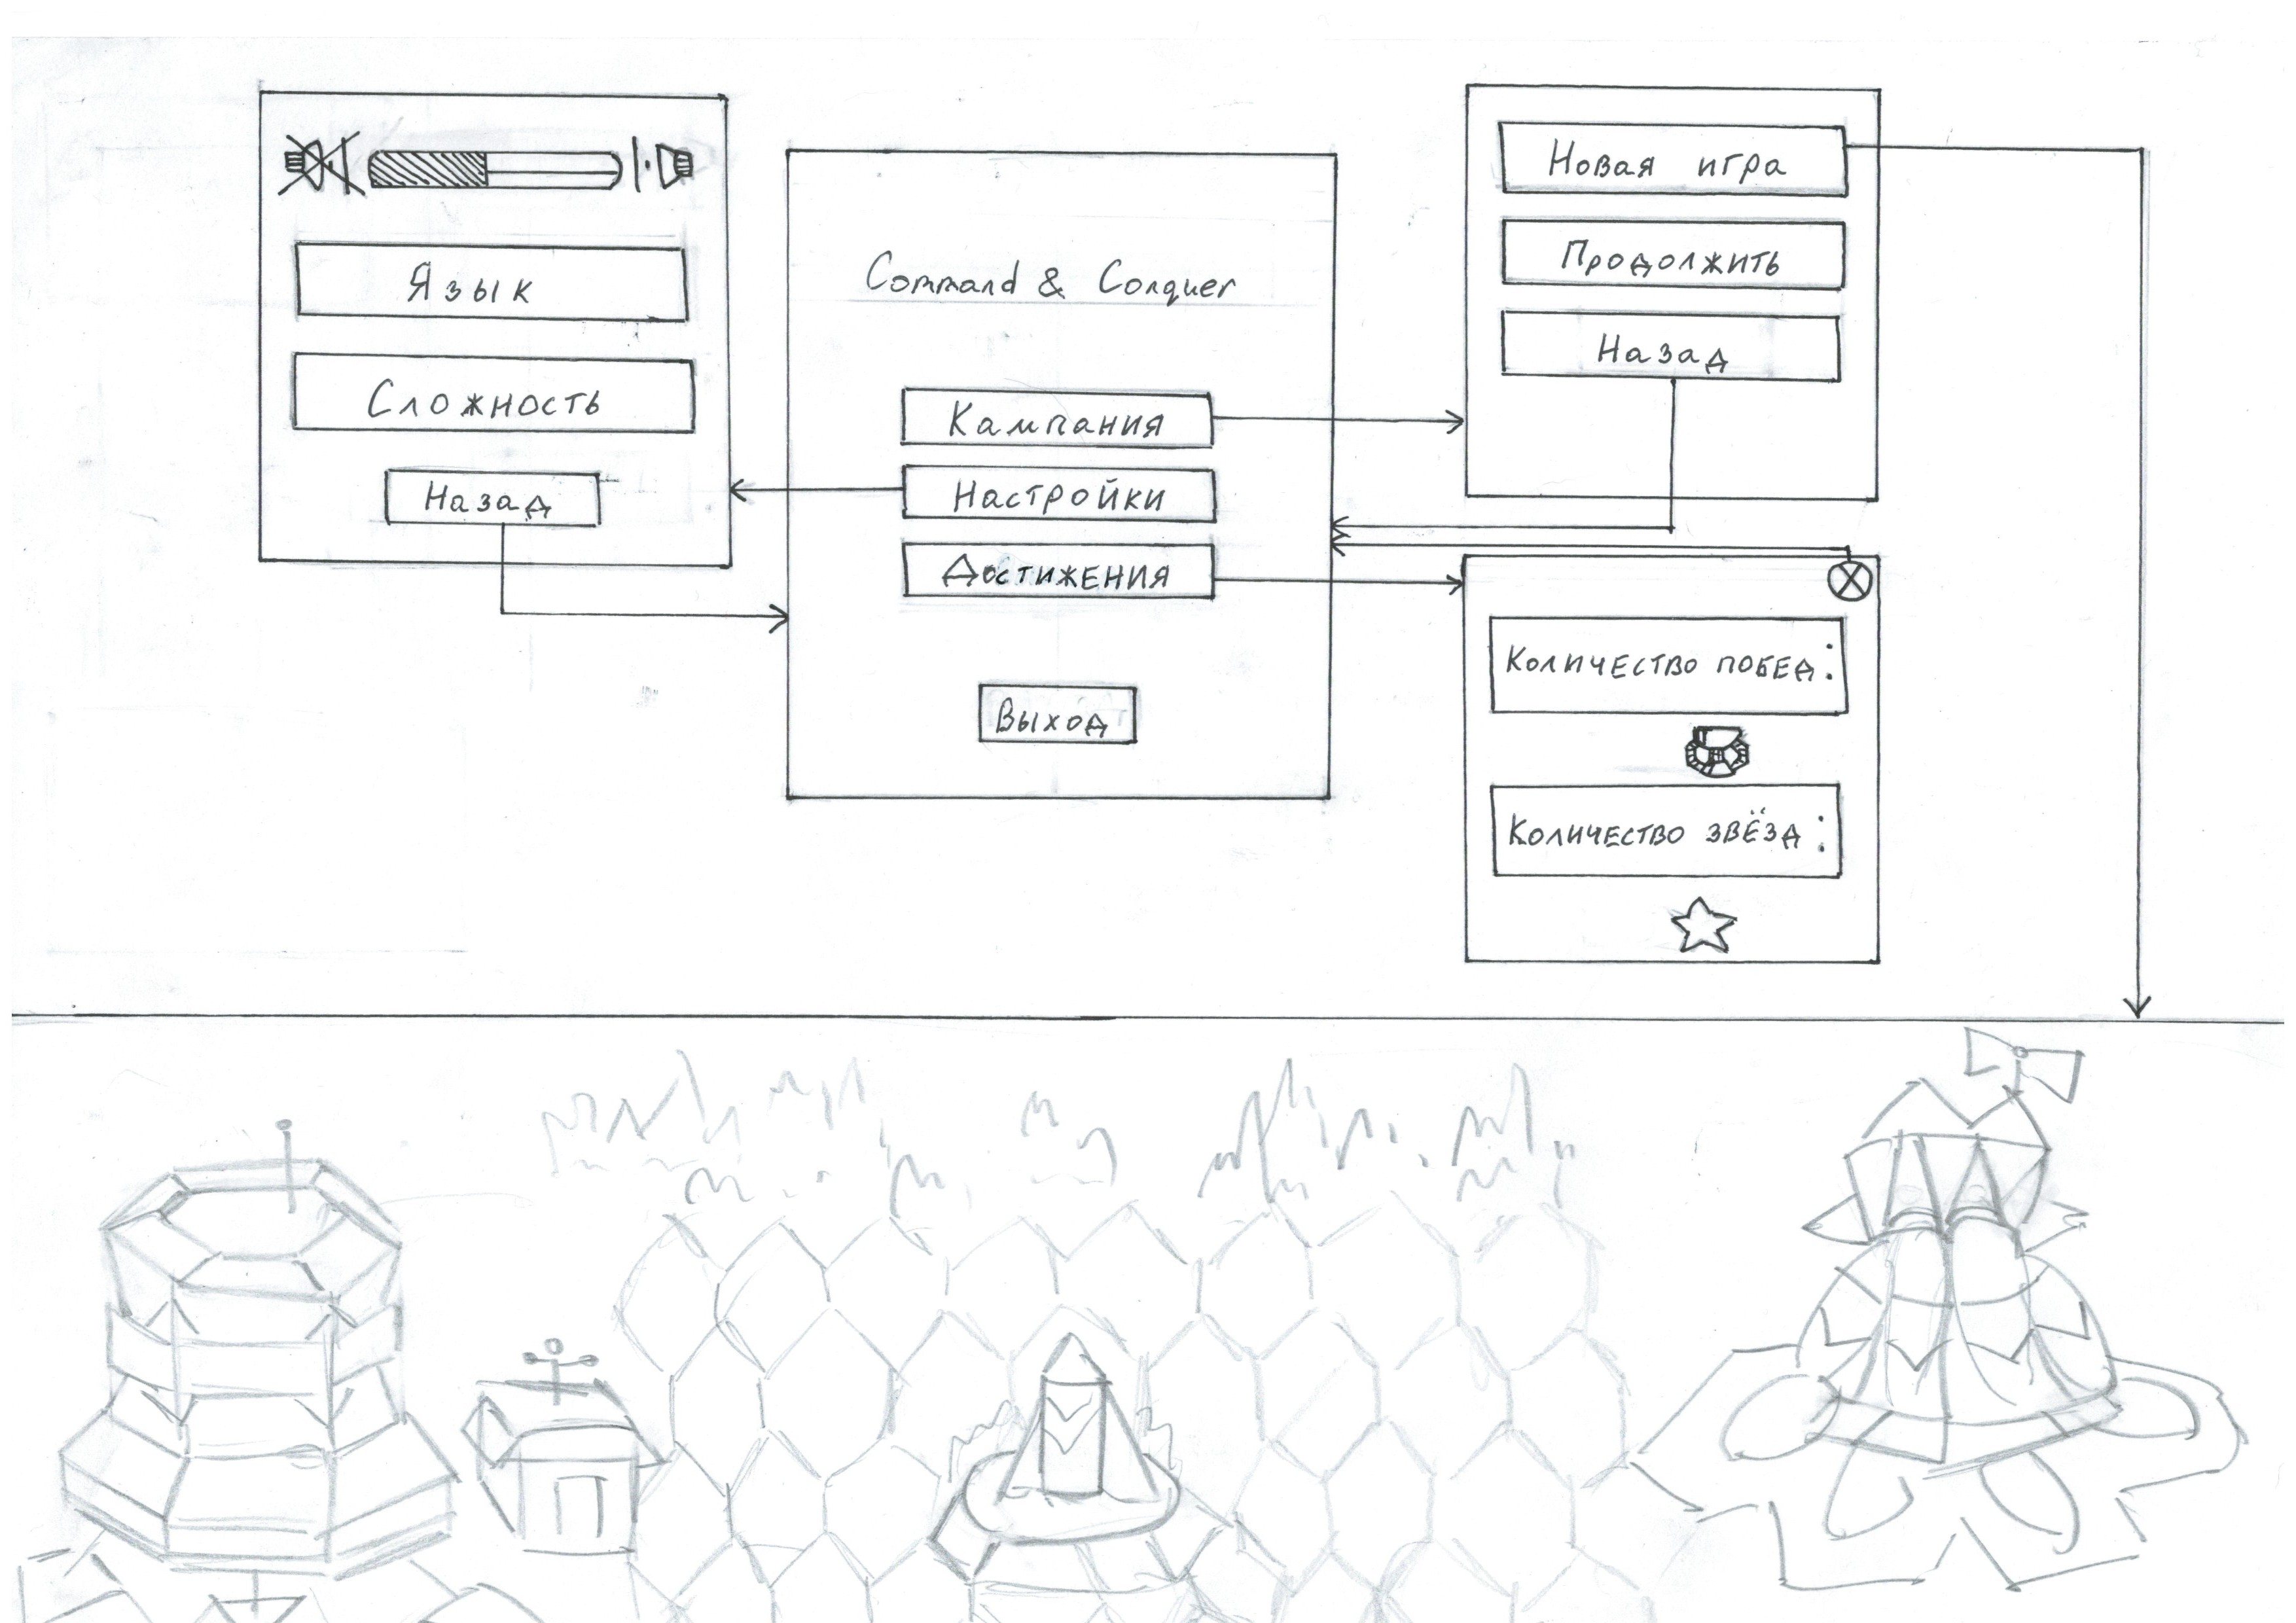 Язык
Сложность
Назад
Command & Conquer
Кампания
Настройки
Достижения
Выход
Новая игра
Продолжить
Назад
Количество побед:
Количество звёзд: